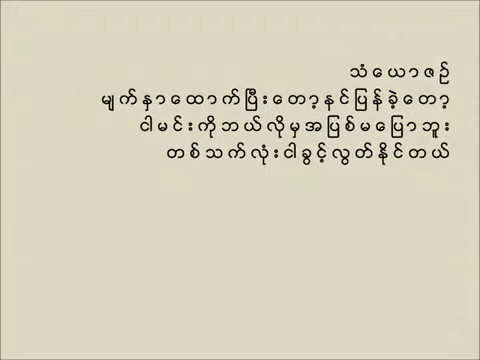 သံယောဇဉ်
မျက်နှာထောက်ပြီးတော့နင်ပြန်ခဲ့တော့
ငါမင်းကိုဘယ်လိုမှအပြစ်မပြောဘူး
တစ်သက်လုံးငါခွင့်လွှတ်နိုင်တယ်